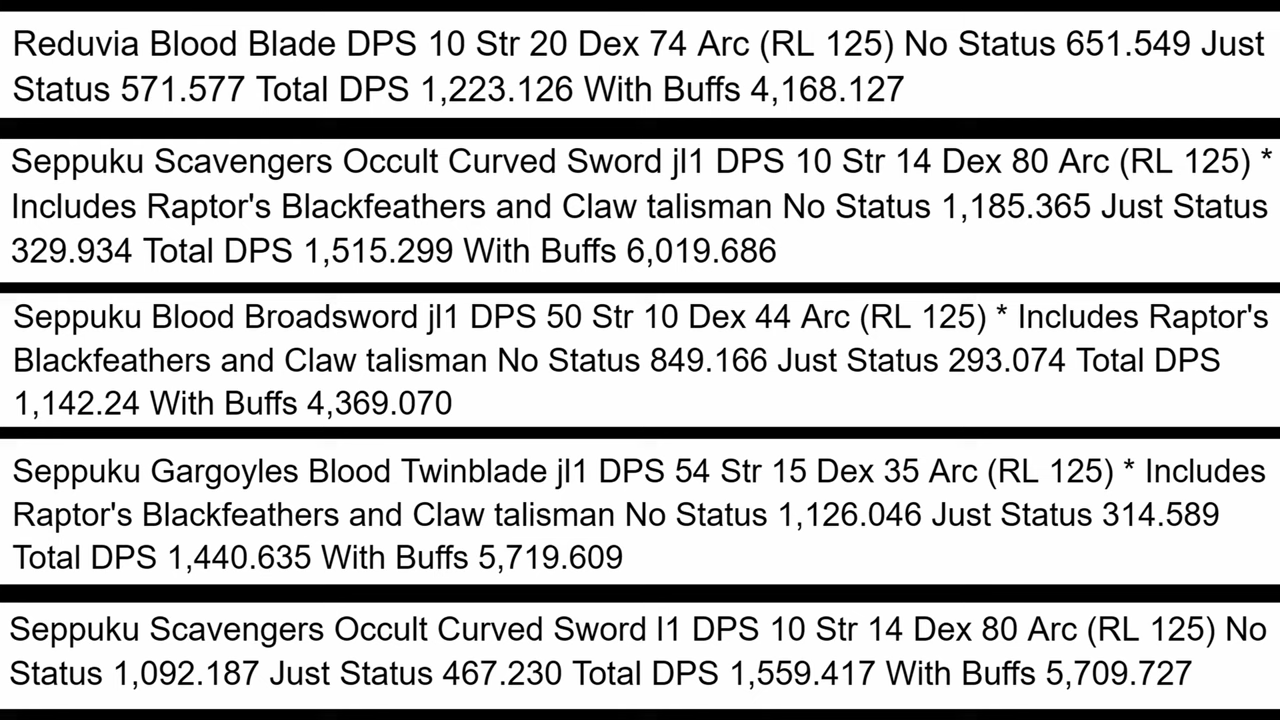 Reduvia Blood Blade DPS 10 Str 20 Dex 74 Arc (RL 125) No Status 651.549 Just
Status 571.577 Total DPS 1,223.126 With Buffs 4,168.127
Seppuku Scavengers Occult Curved Sword jl1 DPS 10 Str 14 Dex 80 Arc (RL 125) *
Includes Raptor's Blackfeathers and Claw talisman No Status 1,185.365 Just Status
329.934 Total DPS 1,515.299 With Buffs 6,019.686
Seppuku Blood Broadsword jl1 DPS 50 Str 10 Dex 44 Arc (RL 125) * Includes Raptor's
Blackfeathers and Claw talisman No Status 849.166 Just Status 293.074 Total DPS
1,142.24 With Buffs 4,369.070
Seppuku Gargoyles Blood Twinblade jl1 DPS 54 Str 15 Dex 35 Arc (RL 125) * Includes
Raptor's Blackfeathers and Claw talisman No Status 1,126.046 Just Status 314.589
Total DPS 1,440.635 With Buffs 5,719.609
Seppuku Scavengers Occult Curved Sword l1 DPS 10 Str 14 Dex 80 Arc (RL 125) No
Status 1,092.187 Just Status 467.230 Total DPS 1,559.417 With Buffs 5,709.727